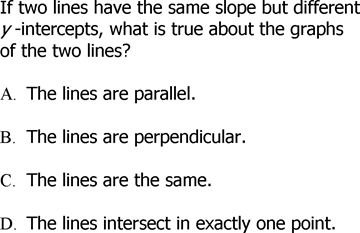 If two lines have the same slope but different
y-intercepts, what is true about the graphs
of the two lines?
A. The lines are parallel.
B. The lines are perpendicular.
C. The lines are the same.
D. The lines intersect in exactly one point.